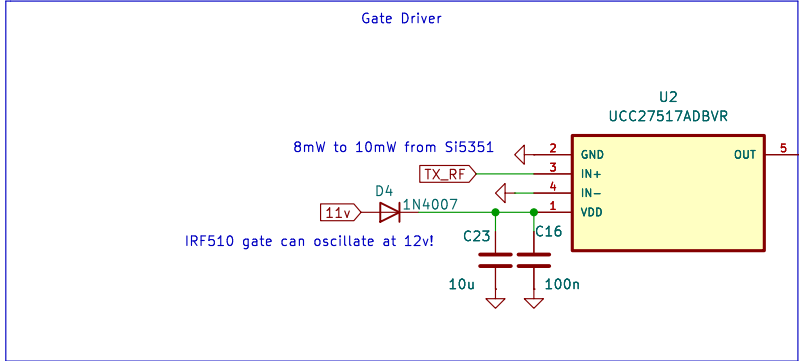 Gate Driver
U2
UCC27517ADBVR
8mW to 10mW from Si5351
2 GND OUT 5
TX_RF 3 IN+
4 IN-
D4
11v 1N4007 1 VDD
IRF510 gate can oscillate at 12v!
C23 C16
10u 100n